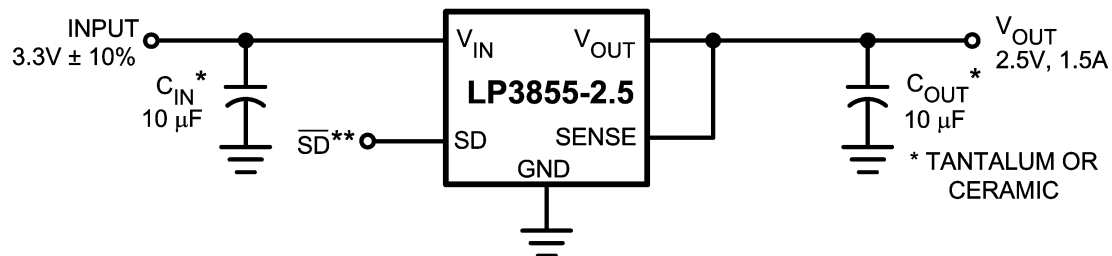 INPUT
3.3V ± 10%
C_IN*
10 µF
V_IN
V_OUT
LP3855-2.5
S̅D̅**
SD
SENSE
GND
V_OUT
2.5V, 1.5A
C_OUT*
10 µF
* TANTALUM OR
CERAMIC